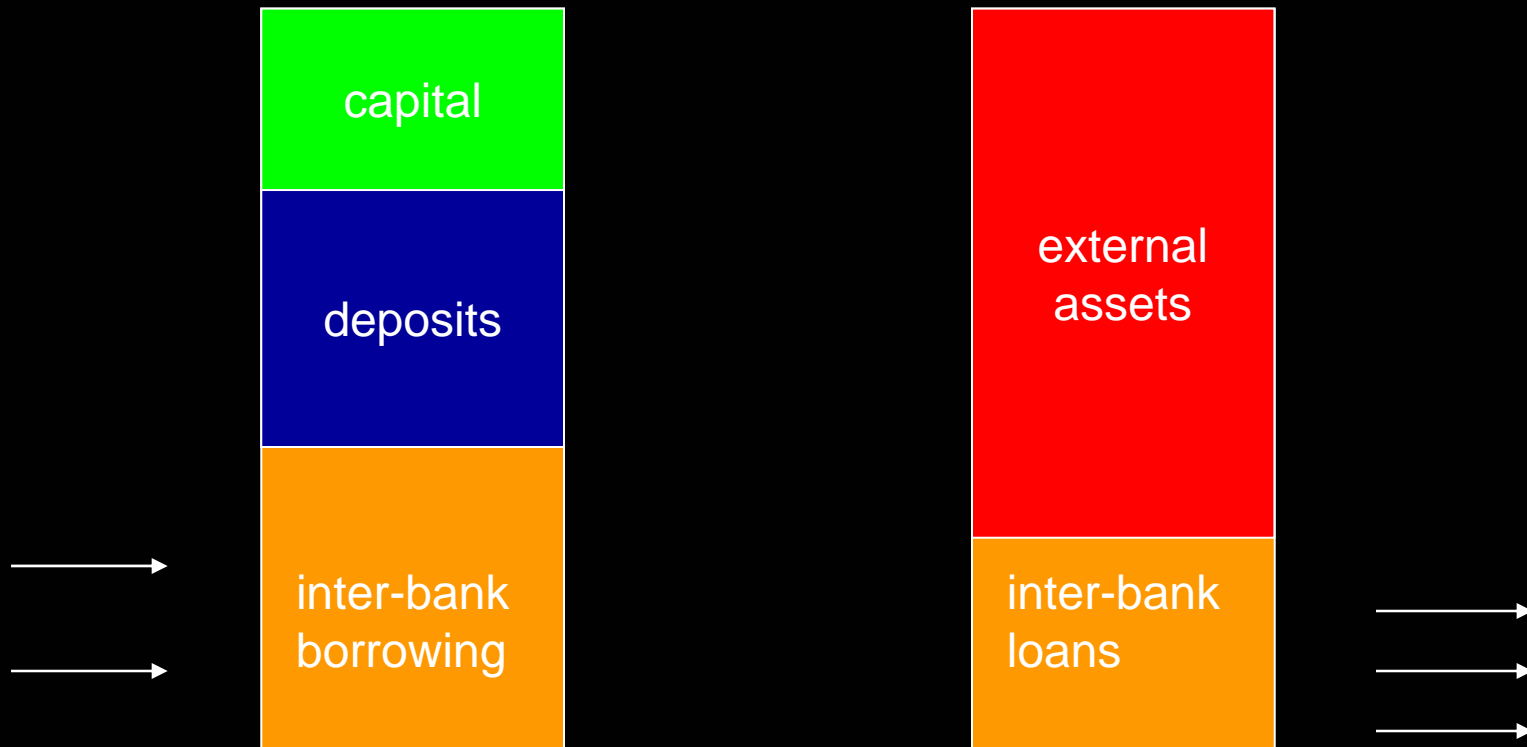 capital
deposits
inter-bank
borrowing
external
assets
inter-bank
loans